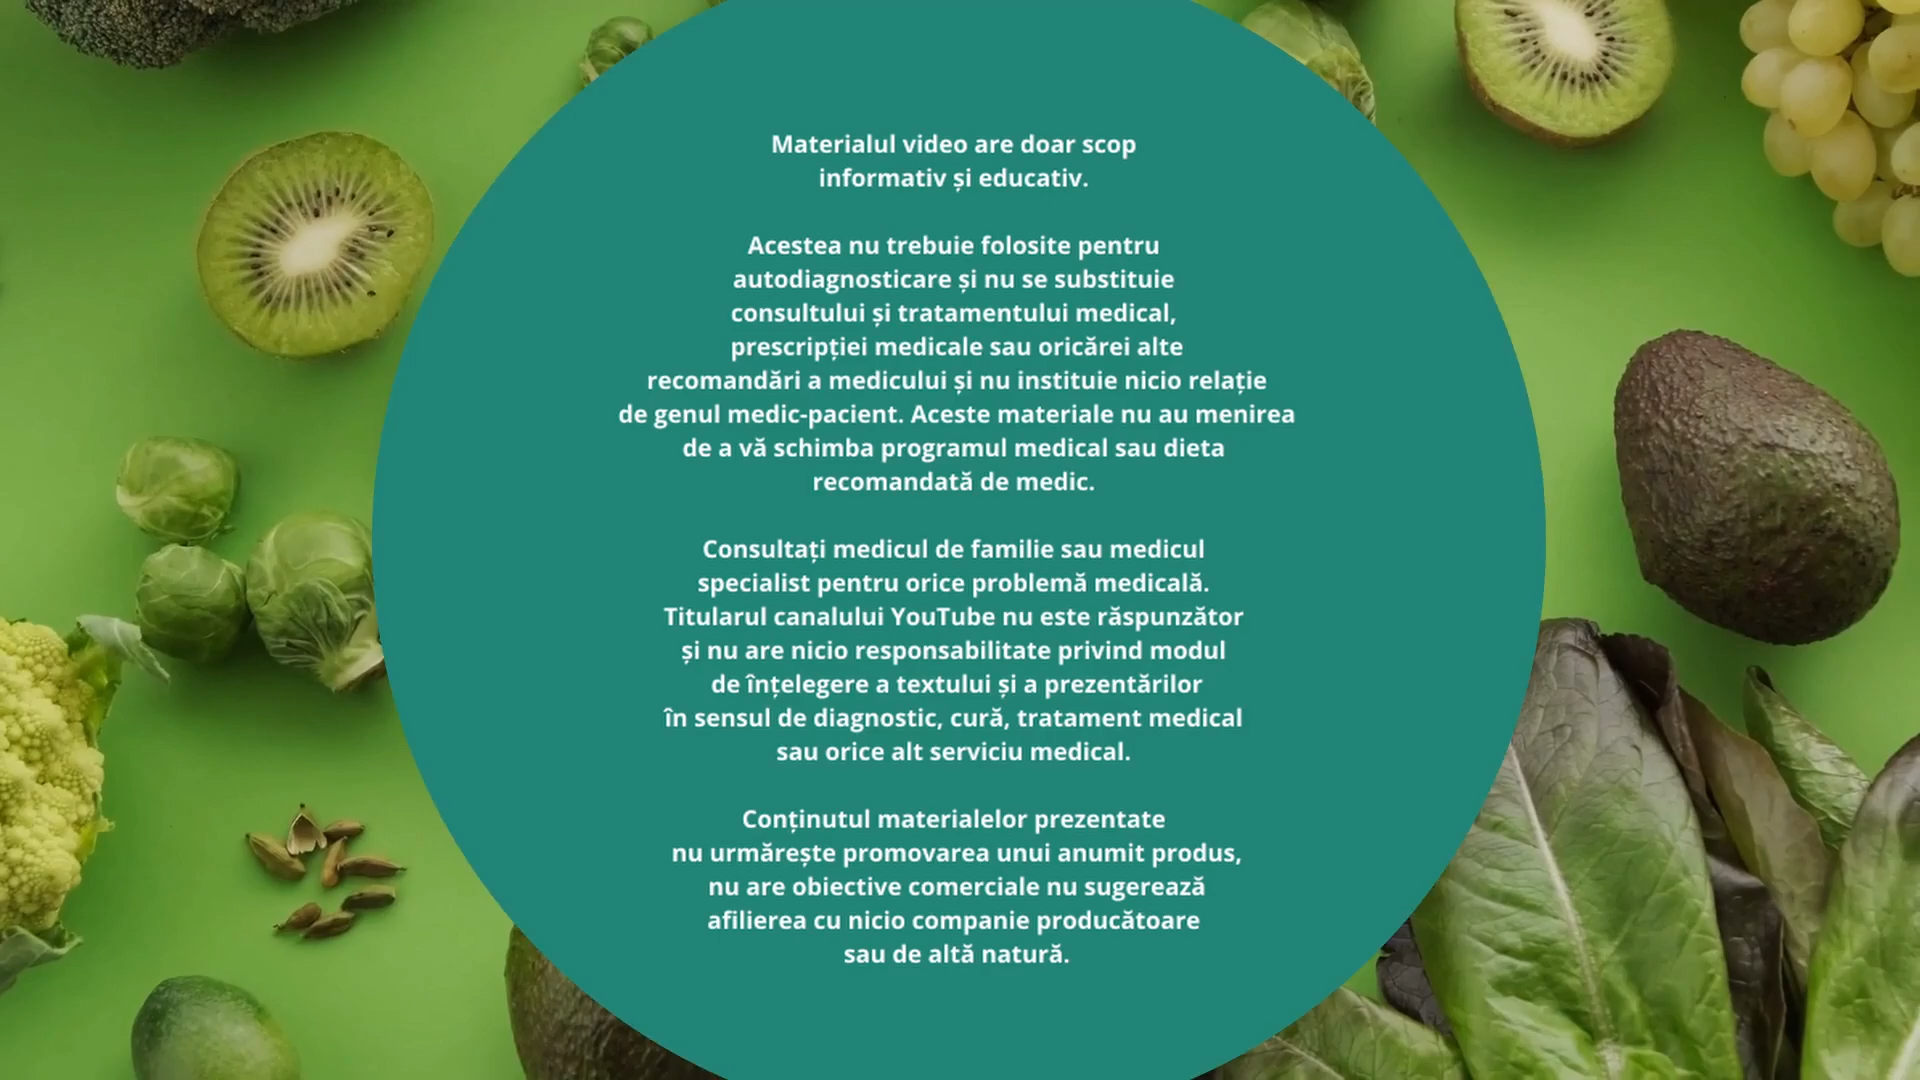 Materialul video are doar scop
informativ și educativ.
Acestea nu trebuie folosite pentru
autodiagnosticare și nu se substituie
consultului și tratamentului medical,
prescripției medicale sau oricărei alte
recomandări a medicului și nu instituie nicio relație
de genul medic-pacient. Aceste materiale nu au menirea
de a vă schimba programul medical sau dieta
recomandată de medic.
Consultați medicul de familie sau medicul
specialist pentru orice problemă medicală.
Titularul canalului YouTube nu este răspunzător
și nu are nicio responsabilitate privind modul
de înțelegere a textului și a prezentărilor
în sensul de diagnostic, cură, tratament medical
sau orice alt serviciu medical.
Conținutul materialelor prezentate
nu urmărește promovarea unui anumit produs,
nu are obiective comerciale nu sugerează
afilierea cu nicio companie producătoare
sau de altă natură.